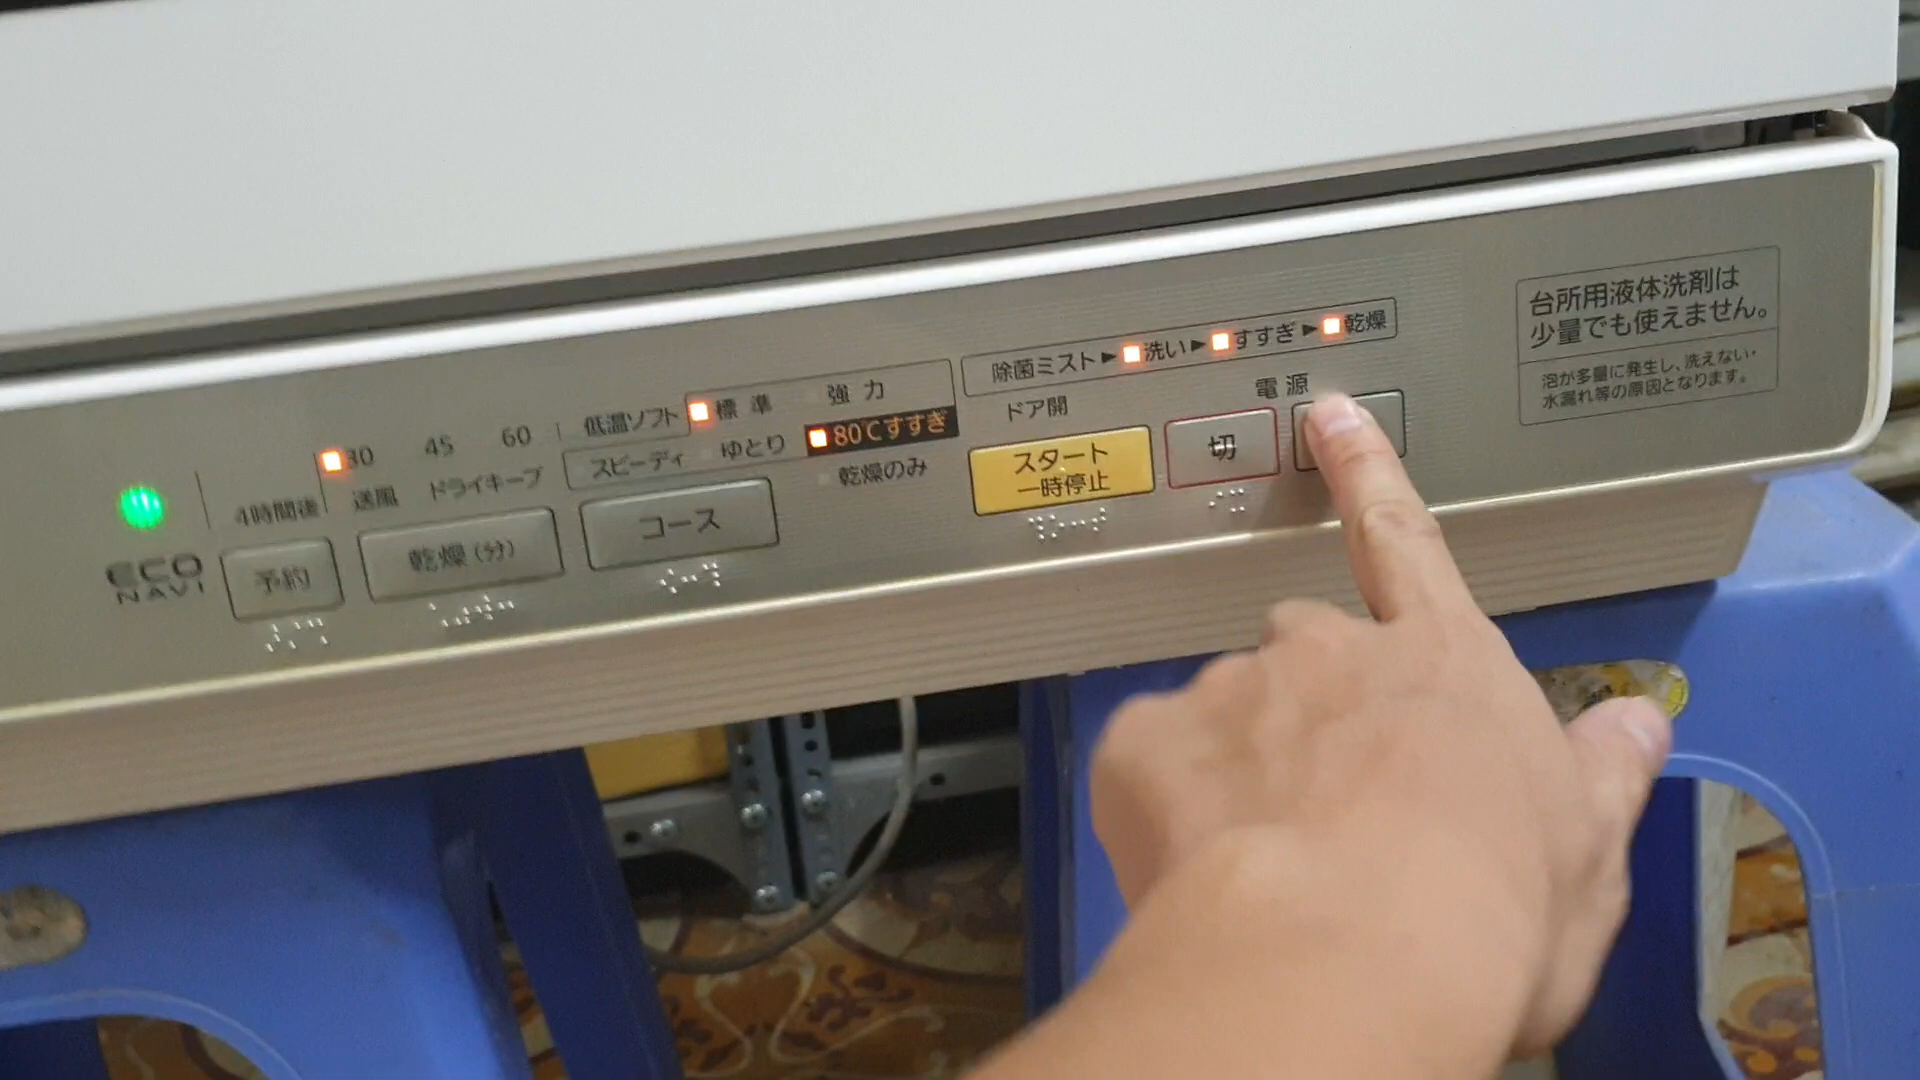 台所用液体洗剤は
少量でも使えません。
泡が多量に発生し、洗えない・
水漏れ等の原因となります。
除菌ミスト▶洗い▶すすぎ▶乾燥
電源
ドア開
スタート
一時停止
切
低温ソフト 標準 強力
スピーディ ゆとり 80℃すすぎ
乾燥のみ
コース
30 45 60
4時間後 送風 ドライキープ
予約
乾燥(分)
ECO
NAVI